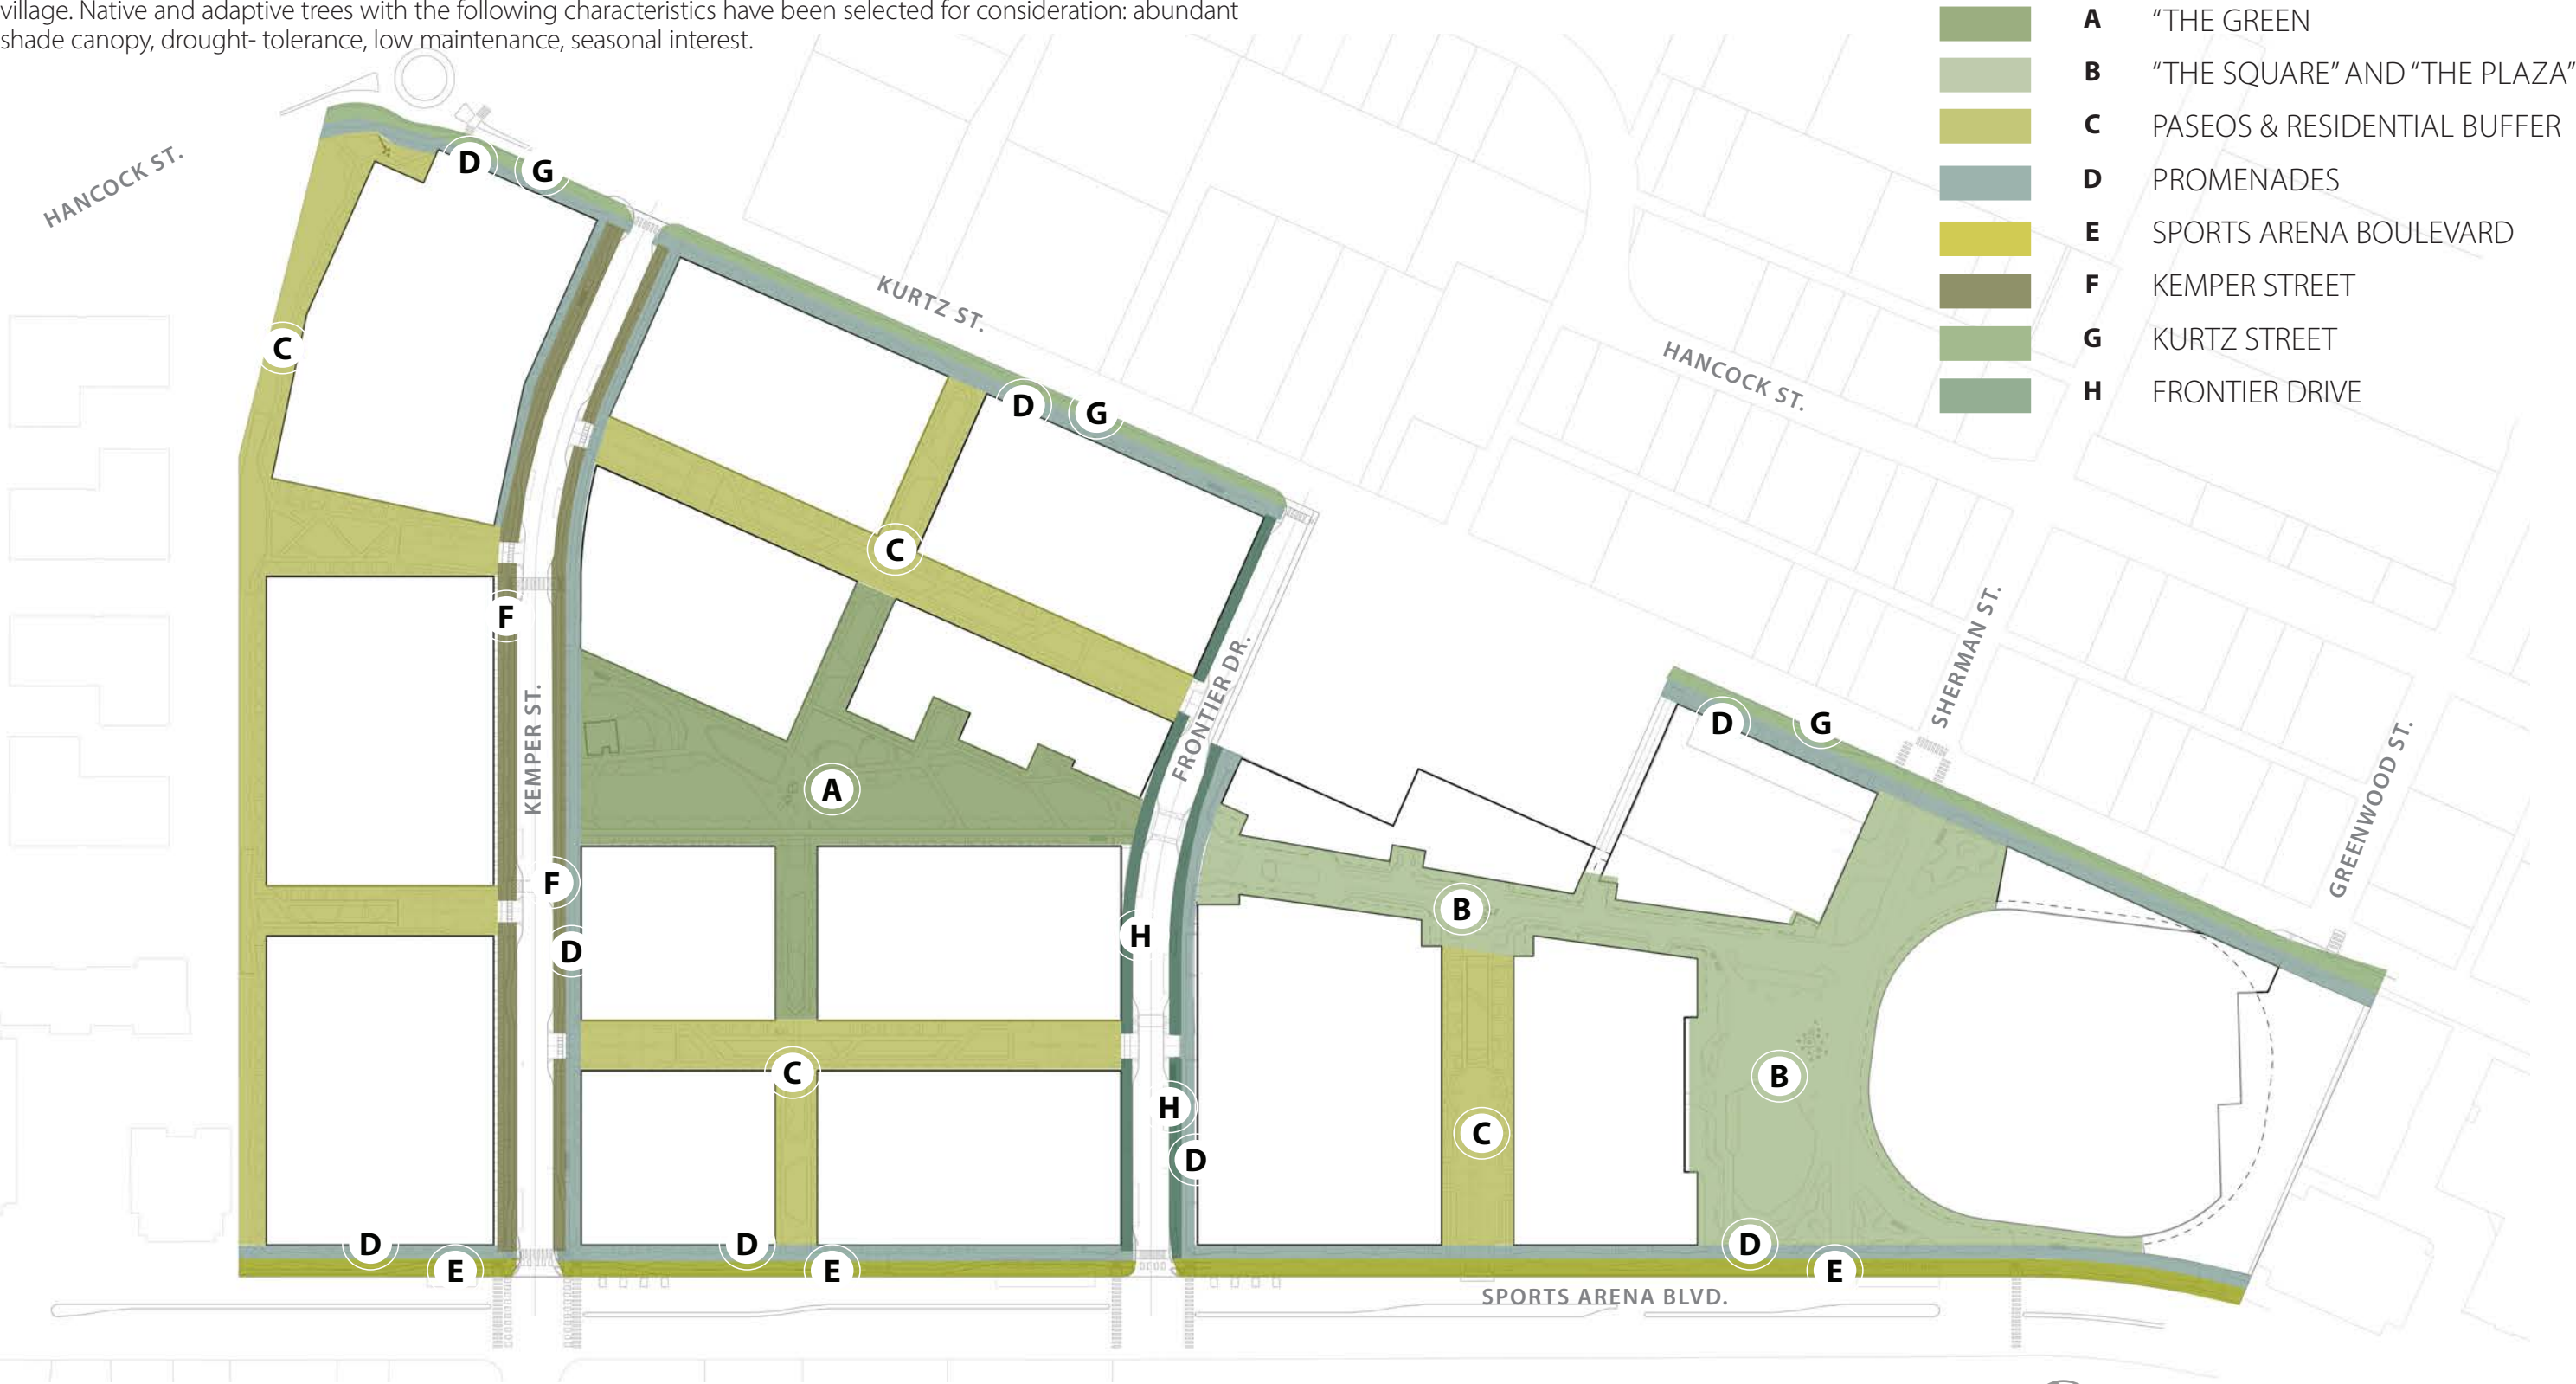 village. Native and adaptive trees with the following characteristics have been selected for consideration: abundant
shade canopy, drought- tolerance, low maintenance, seasonal interest.
A “THE GREEN
B “THE SQUARE” AND “THE PLAZA”
C PASEOS & RESIDENTIAL BUFFER
D PROMENADES
E SPORTS ARENA BOULEVARD
F KEMPER STREET
G KURTZ STREET
H FRONTIER DRIVE
HANCOCK ST.
D
G
KURTZ ST.
C
HANCOCK ST.
D
G
C
F
SHERMAN ST.
FRONTIER DR.
KEMPER ST.
D
G
GREENWOOD ST.
A
F
B
H
D
C
B
H
C
D
D
E
D
E
D
E
SPORTS ARENA BLVD.